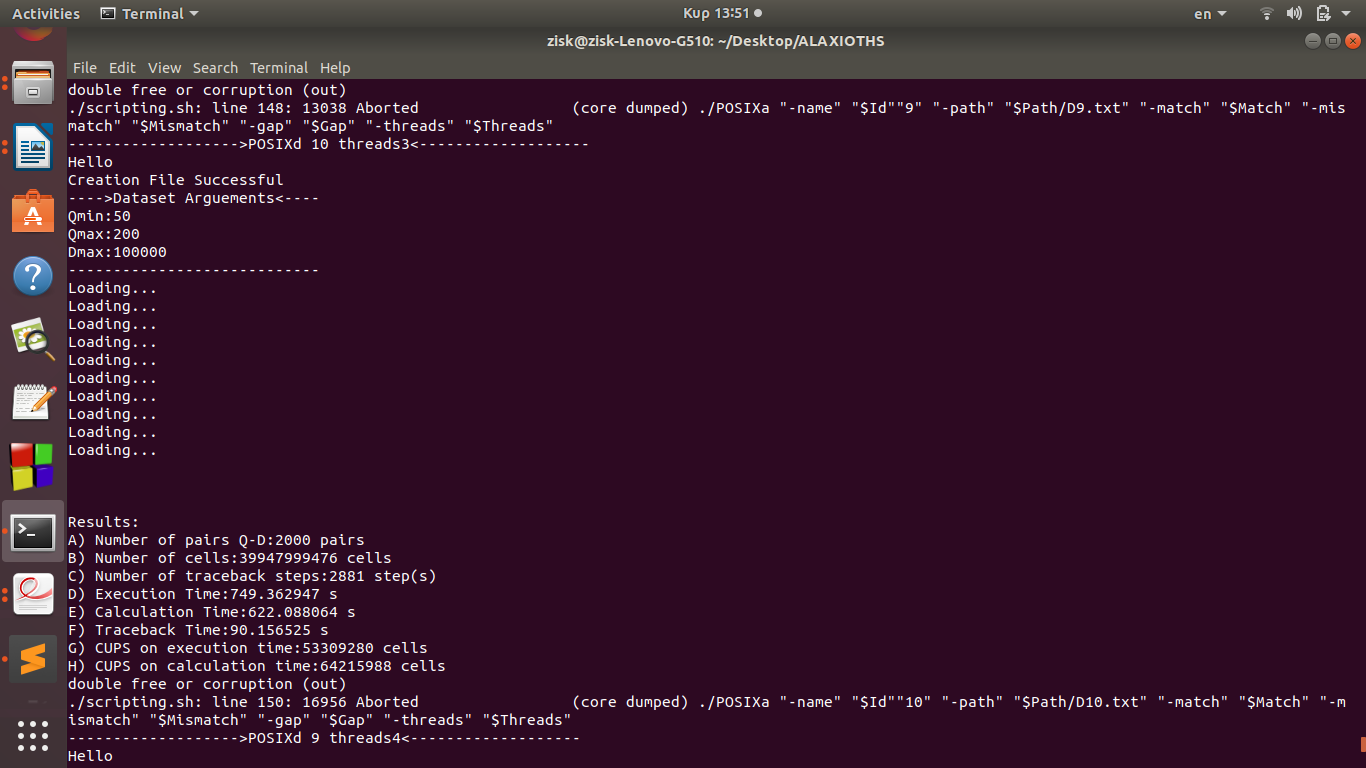 Activities Terminal Κυρ 13:51 en
zisk@zisk-Lenovo-G510: ~/Desktop/ALAXIOTHS
File Edit View Search Terminal Help
double free or corruption (out)
./scripting.sh: line 148: 13038 Aborted                 (core dumped) ./POSIXa "-name" "$Id""9" "-path" "$Path/D9.txt" "-match" "$Match" "-mis
match" "$Mismatch" "-gap" "$Gap" "-threads" "$Threads"
------------------->POSIXd 10 threads3<-------------------
Hello
Creation File Successful
---->Dataset Arguements<----
Qmin:50
Qmax:200
Dmax:100000
----------------------------
Loading...
Loading...
Loading...
Loading...
Loading...
Loading...
Loading...
Loading...
Loading...
Loading...
Results:
A) Number of pairs Q-D:2000 pairs
B) Number of cells:39947999476 cells
C) Number of traceback steps:2881 step(s)
D) Execution Time:749.362947 s
E) Calculation Time:622.088064 s
F) Traceback Time:90.156525 s
G) CUPS on execution time:53309280 cells
H) CUPS on calculation time:64215988 cells
double free or corruption (out)
./scripting.sh: line 150: 16956 Aborted                 (core dumped) ./POSIXa "-name" "$Id""10" "-path" "$Path/D10.txt" "-match" "$Match" "-m
ismatch" "$Mismatch" "-gap" "$Gap" "-threads" "$Threads"
------------------->POSIXd 9 threads4<-------------------
Hello